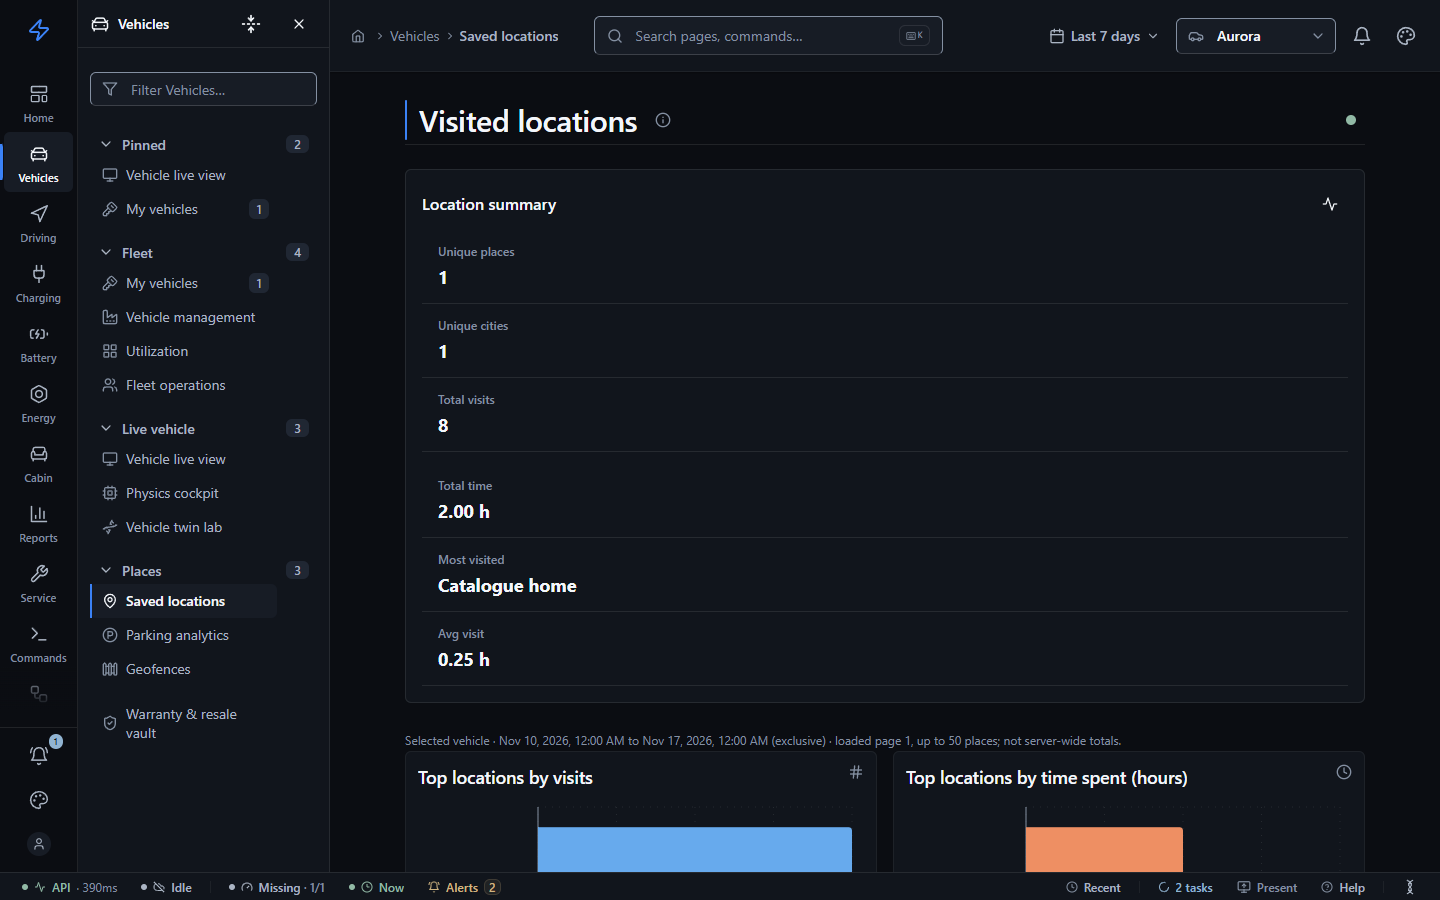 Vehicles
Vehicles
Saved locations
Search pages, commands...
K
Last 7 days
Aurora
Home
Vehicles
Driving
Charging
Battery
Energy
Cabin
Reports
Service
Commands
1
Filter Vehicles...
Pinned
2
Vehicle live view
My vehicles
1
Fleet
4
My vehicles
1
Vehicle management
Utilization
Fleet operations
Live vehicle
3
Vehicle live view
Physics cockpit
Vehicle twin lab
Places
3
Saved locations
Parking analytics
Geofences
Warranty & resale
vault
Visited locations
Location summary
Unique places
1
Unique cities
1
Total visits
8
Total time
2.00 h
Most visited
Catalogue home
Avg visit
0.25 h
Selected vehicle · Nov 10, 2026, 12:00 AM to Nov 17, 2026, 12:00 AM (exclusive) · loaded page 1, up to 50 places; not server-wide totals.
Top locations by visits
Top locations by time spent (hours)
API · 390ms
Idle
Missing · 1/1
Now
Alerts 2
Recent
2 tasks
Present
Help